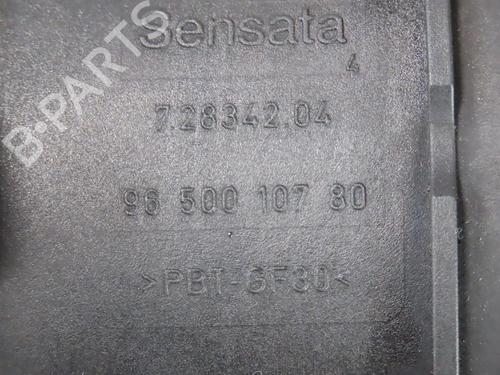 Sensata
4
7.28342.04
96 500 107 80
>PBT-GF30<
B-PARTS